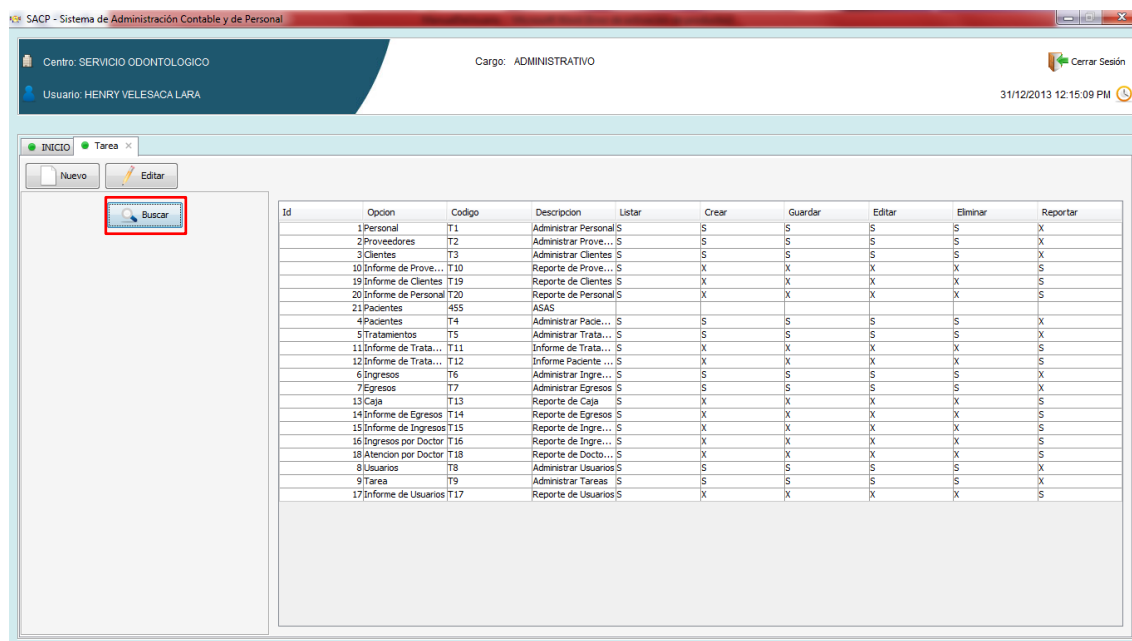 SACP - Sistema de Administración Contable y de Personal
Centro: SERVICIO ODONTOLOGICO
Cargo: ADMINISTRATIVO
Cerrar Sesión
Usuario: HENRY VELESACA LARA
31/12/2013 12:15:09 PM
INICIO Tarea
Nuevo Editar
Buscar
Id Opcion Codigo Descripcion Listar Crear Guardar Editar Eliminar Reportar
1 Personal T1 Administrar Personal S S S S S X
2 Proveedores T2 Administrar Prove... S S S S S X
3 Clientes T3 Administrar Clientes S S S S S X
10 Informe de Prove... T10 Reporte de Prove... S X X X X S
19 Informe de Clientes T19 Reporte de Clientes S X X X X S
20 Informe de Personal T20 Reporte de Personal S X X X X S
21 Pacientes 455 ASAS
4 Pacientes T4 Administrar Pacie... S S S S S X
5 Tratamientos T5 Administrar Trata... S S S S S X
11 Informe de Trata... T11 Informe de Trata... S X X X X S
12 Informe de Trata... T12 Informe Paciente ... S X X X X S
6 Ingresos T6 Administrar Ingre... S S S S S X
7 Egresos T7 Administrar Egresos S S S S S X
13 Caja T13 Reporte de Caja S X X X X S
14 Informe de Egresos T14 Reporte de Egresos S X X X X S
15 Informe de Ingresos T15 Reporte de Ingre... S X X X X S
16 Ingresos por Doctor T16 Reporte de Ingre... S X X X X S
18 Atencion por Doctor T18 Reporte de Docto... S X X X X S
8 Usuarios T8 Administrar Usuarios S S S S S X
9 Tarea T9 Administrar Tareas S S S S S X
17 Informe de Usuarios T17 Reporte de Usuarios S X X X X S